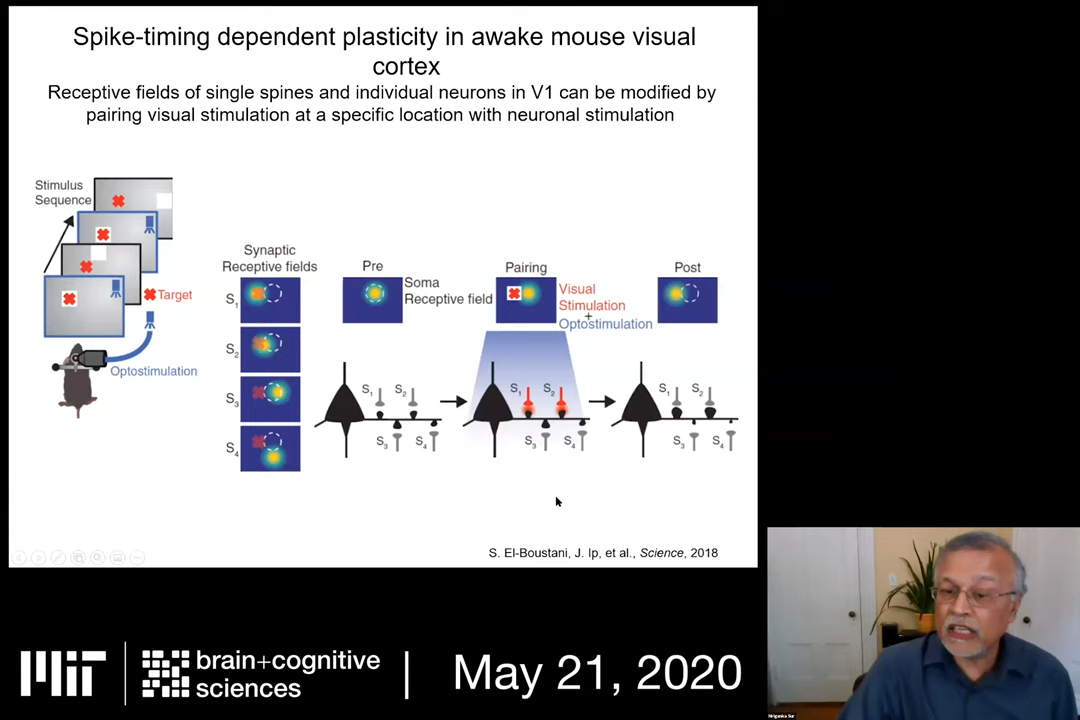 Spike-timing dependent plasticity in awake mouse visual
cortex
Receptive fields of single spines and individual neurons in V1 can be modified by
pairing visual stimulation at a specific location with neuronal stimulation
Stimulus
Sequence
Target
Optostimulation
Synaptic
Receptive fields
S1
S2
S3
S4
Pre
Soma
Receptive field
Pairing
Visual
Stimulation
+
Optostimulation
Post
S1 S2
S3 S4
S1 S2
S3 S4
S1 S2
S3 S4
S. El-Boustani, J. Ip, et al., Science, 2018
MIT
brain+cognitive
sciences
May 21, 2020
Mriganka Sur